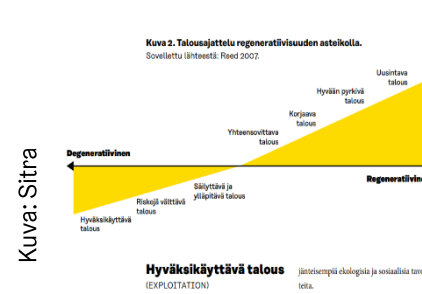 Kuva 2. Talousajattelu regeneratiivisuuden asteikolla.
Sovellettu lähteestä: Reed 2007.
Uusintava
talous
Hyvään pyrkivä
talous
Korjaava
talous
Yhteensovittava
talous
Degeneratiivinen
Säilyttävä ja
ylläpitävä talous
Riskejä välttävä
talous
Hyväksikäyttävä
talous
Kuva: Sitra
Hyväksikäyttävä talous
(EXPLOITATION)
jänteisempiä ekologisia ja sosiaalisia
teita.